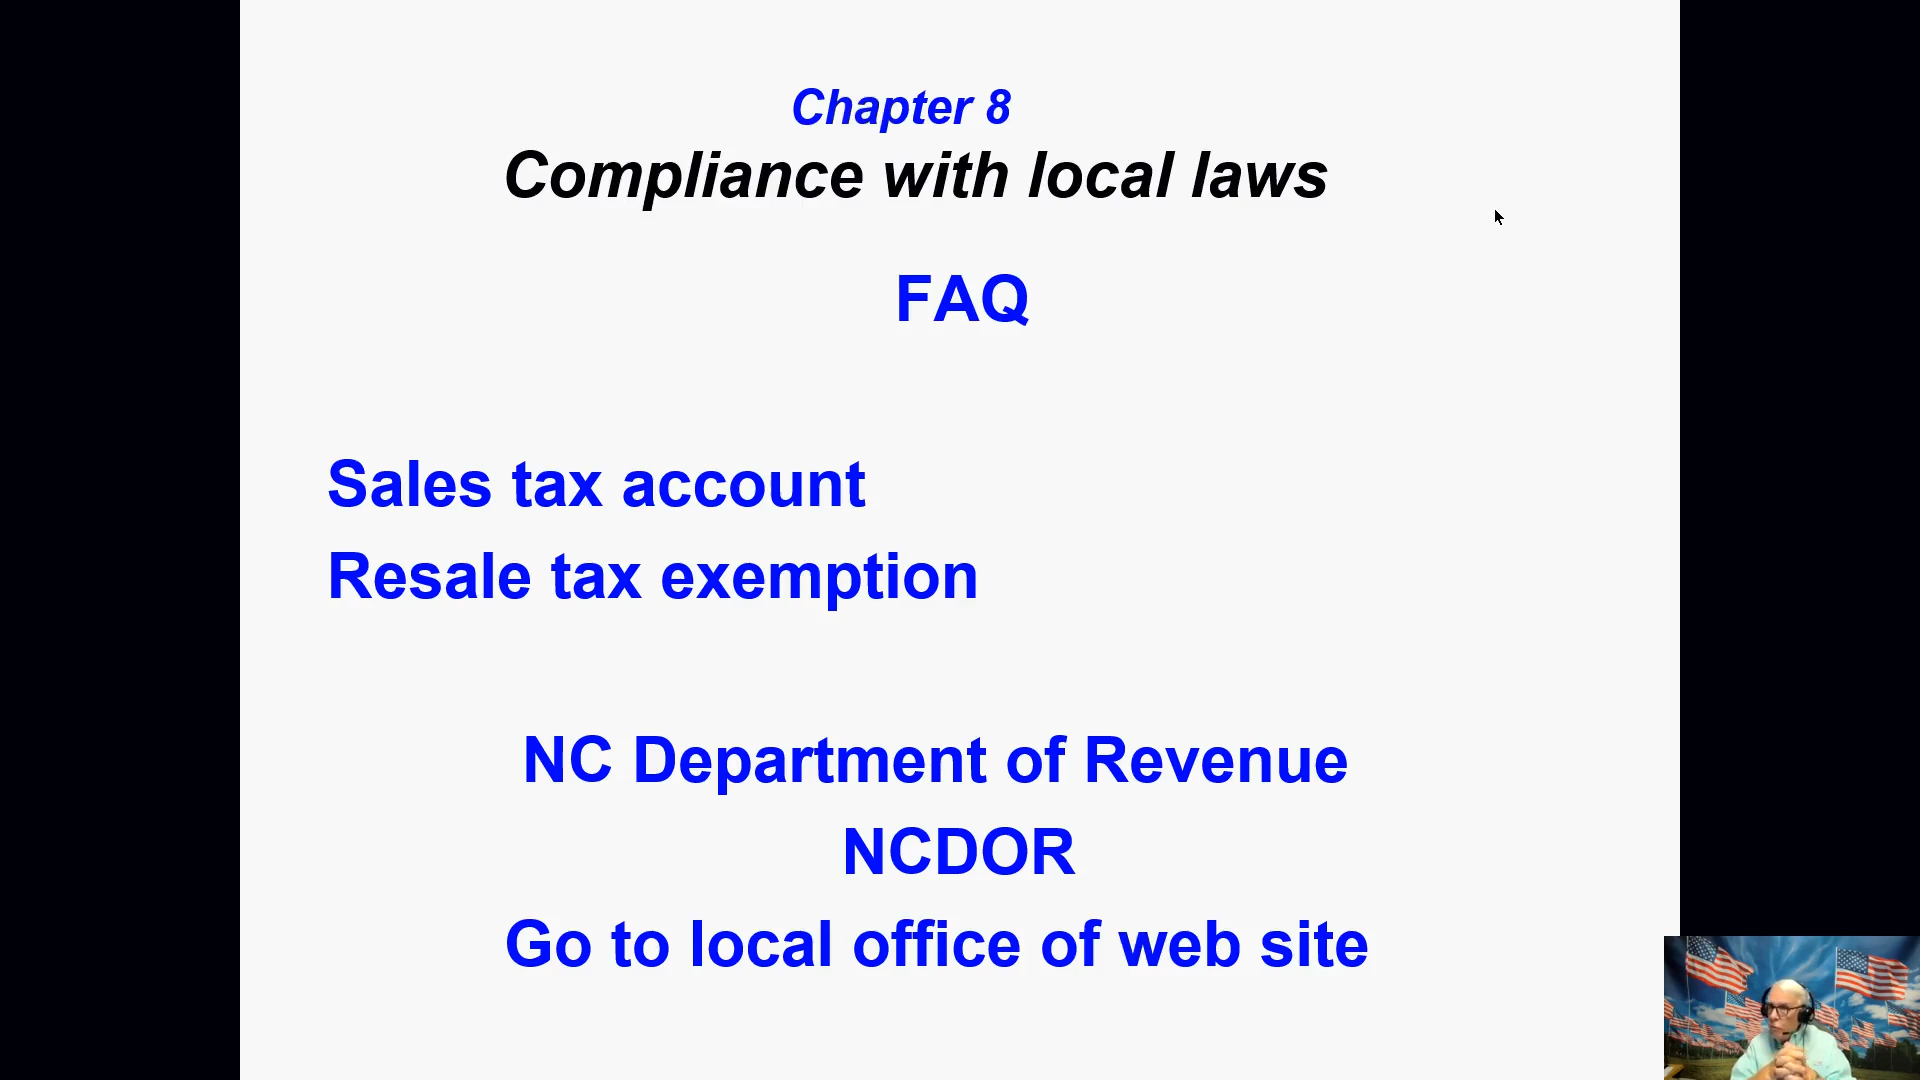 Chapter 8
Compliance with local laws
FAQ
Sales tax account
Resale tax exemption
NC Department of Revenue
NCDOR
Go to local office of web site